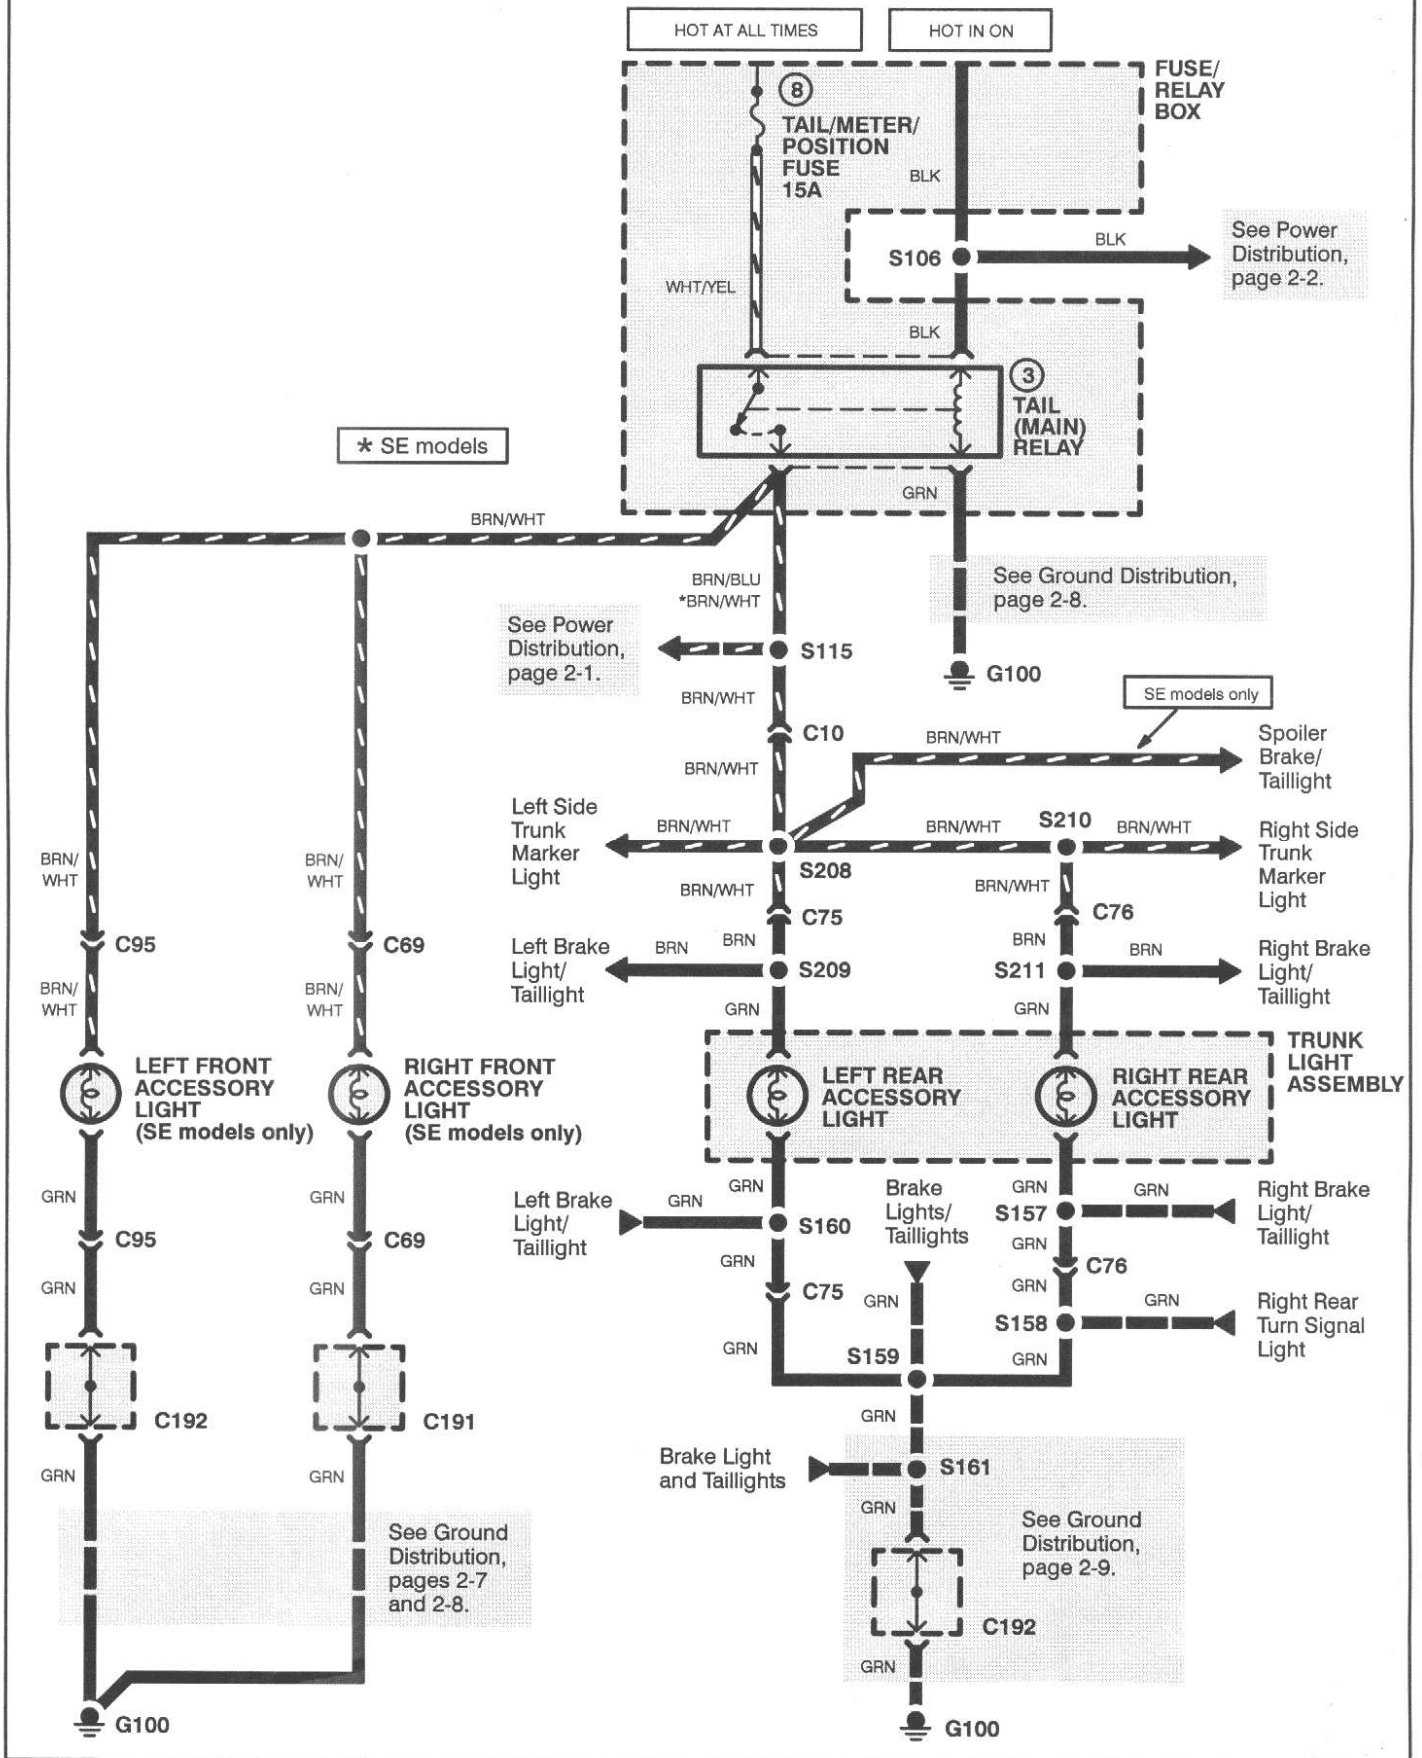 HOT AT ALL TIMES
HOT IN ON
FUSE/
RELAY
BOX
8
TAIL/METER/
POSITION
FUSE
15A
BLK
S106
BLK
See Power
Distribution,
page 2-2.
WHT/YEL
BLK
3
TAIL
(MAIN)
RELAY
* SE models
GRN
BRN/WHT
BRN/BLU
*BRN/WHT
See Ground Distribution,
page 2-8.
See Power
Distribution,
page 2-1.
S115
G100
BRN/WHT
SE models only
C10
BRN/WHT
BRN/WHT
Spoiler
Brake/
Taillight
Left Side
Trunk
Marker
Light
BRN/WHT
S208
BRN/WHT
S210
BRN/WHT
Right Side
Trunk
Marker
Light
BRN/
WHT
BRN/
WHT
BRN/WHT
BRN/WHT
C75
C76
C95
C69
Left Brake
Light/
Taillight
BRN
BRN
S209
BRN
S211
BRN
Right Brake
Light/
Taillight
BRN/
WHT
BRN/
WHT
GRN
GRN
TRUNK
LIGHT
ASSEMBLY
LEFT FRONT
ACCESSORY
LIGHT
(SE models only)
RIGHT FRONT
ACCESSORY
LIGHT
(SE models only)
LEFT REAR
ACCESSORY
LIGHT
RIGHT REAR
ACCESSORY
LIGHT
GRN
GRN
Left Brake
Light/
Taillight
GRN
GRN
S160
Brake
Lights/
Taillights
GRN
S157
GRN
Right Brake
Light/
Taillight
C95
C69
GRN
GRN
C76
GRN
GRN
C75
GRN
GRN
S158
GRN
Right Rear
Turn Signal
Light
GRN
S159
GRN
C192
C191
GRN
GRN
GRN
Brake Light
and Taillights
S161
GRN
See Ground
Distribution,
page 2-9.
See Ground
Distribution,
pages 2-7
and 2-8.
C192
GRN
G100
G100